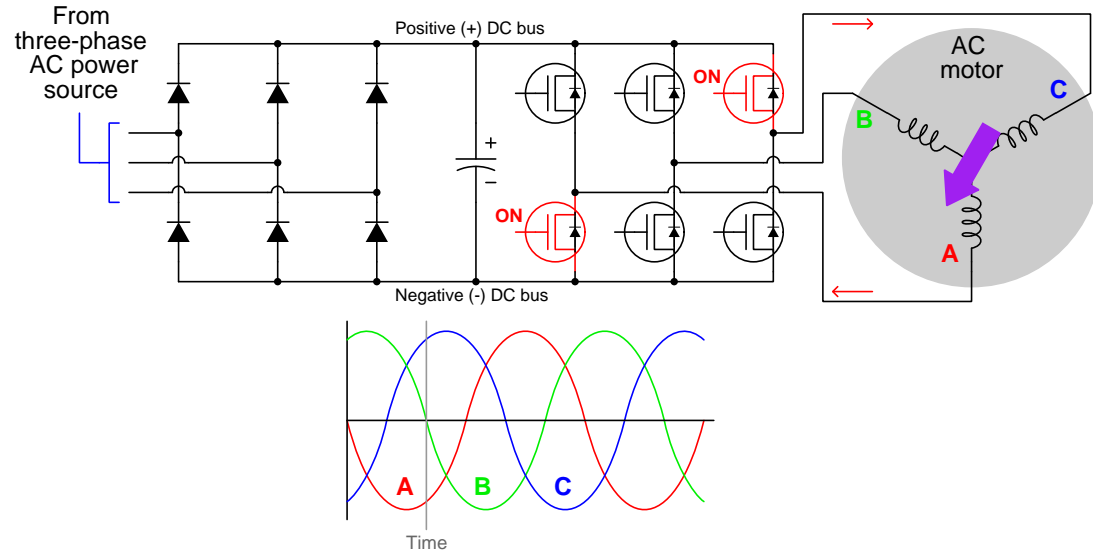 From
three-phase
AC power
source
Positive (+) DC bus
+
−
Negative (-) DC bus
ON
ON
AC
motor
B
C
A
A
B
C
Time